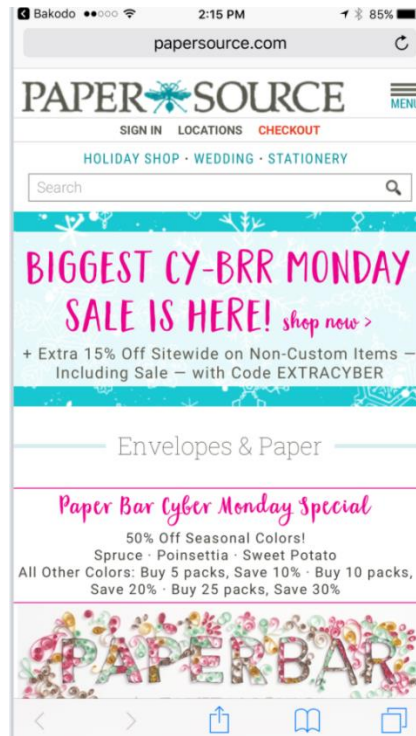 Bakodo 2:15 PM 85%
papersource.com
PAPER SOURCE
MENU
SIGN IN LOCATIONS CHECKOUT
HOLIDAY SHOP · WEDDING · STATIONERY
Search
BIGGEST CY-BRR MONDAY
SALE IS HERE! shop now >
+ Extra 15% Off Sitewide on Non-Custom Items —
Including Sale — with Code EXTRACYBER
Envelopes & Paper
Paper Bar Cyber Monday Special
50% Off Seasonal Colors!
Spruce · Poinsettia · Sweet Potato
All Other Colors: Buy 5 packs, Save 10% · Buy 10 packs,
Save 20% · Buy 25 packs, Save 30%
PAPERBAR